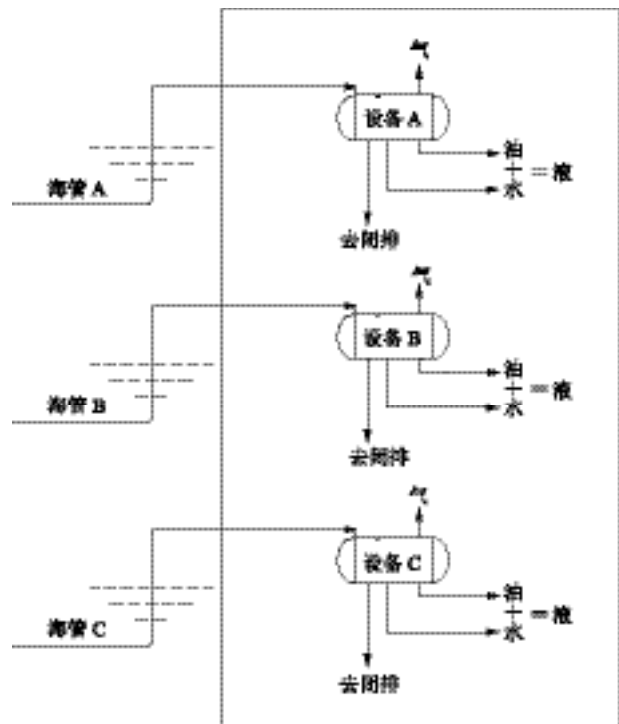 气
设备 A
油
+ = 液
水
海管 A
去闭排
气
设备 B
油
+ = 液
水
海管 B
去闭排
气
设备 C
油
+ = 液
水
海管 C
去闭排